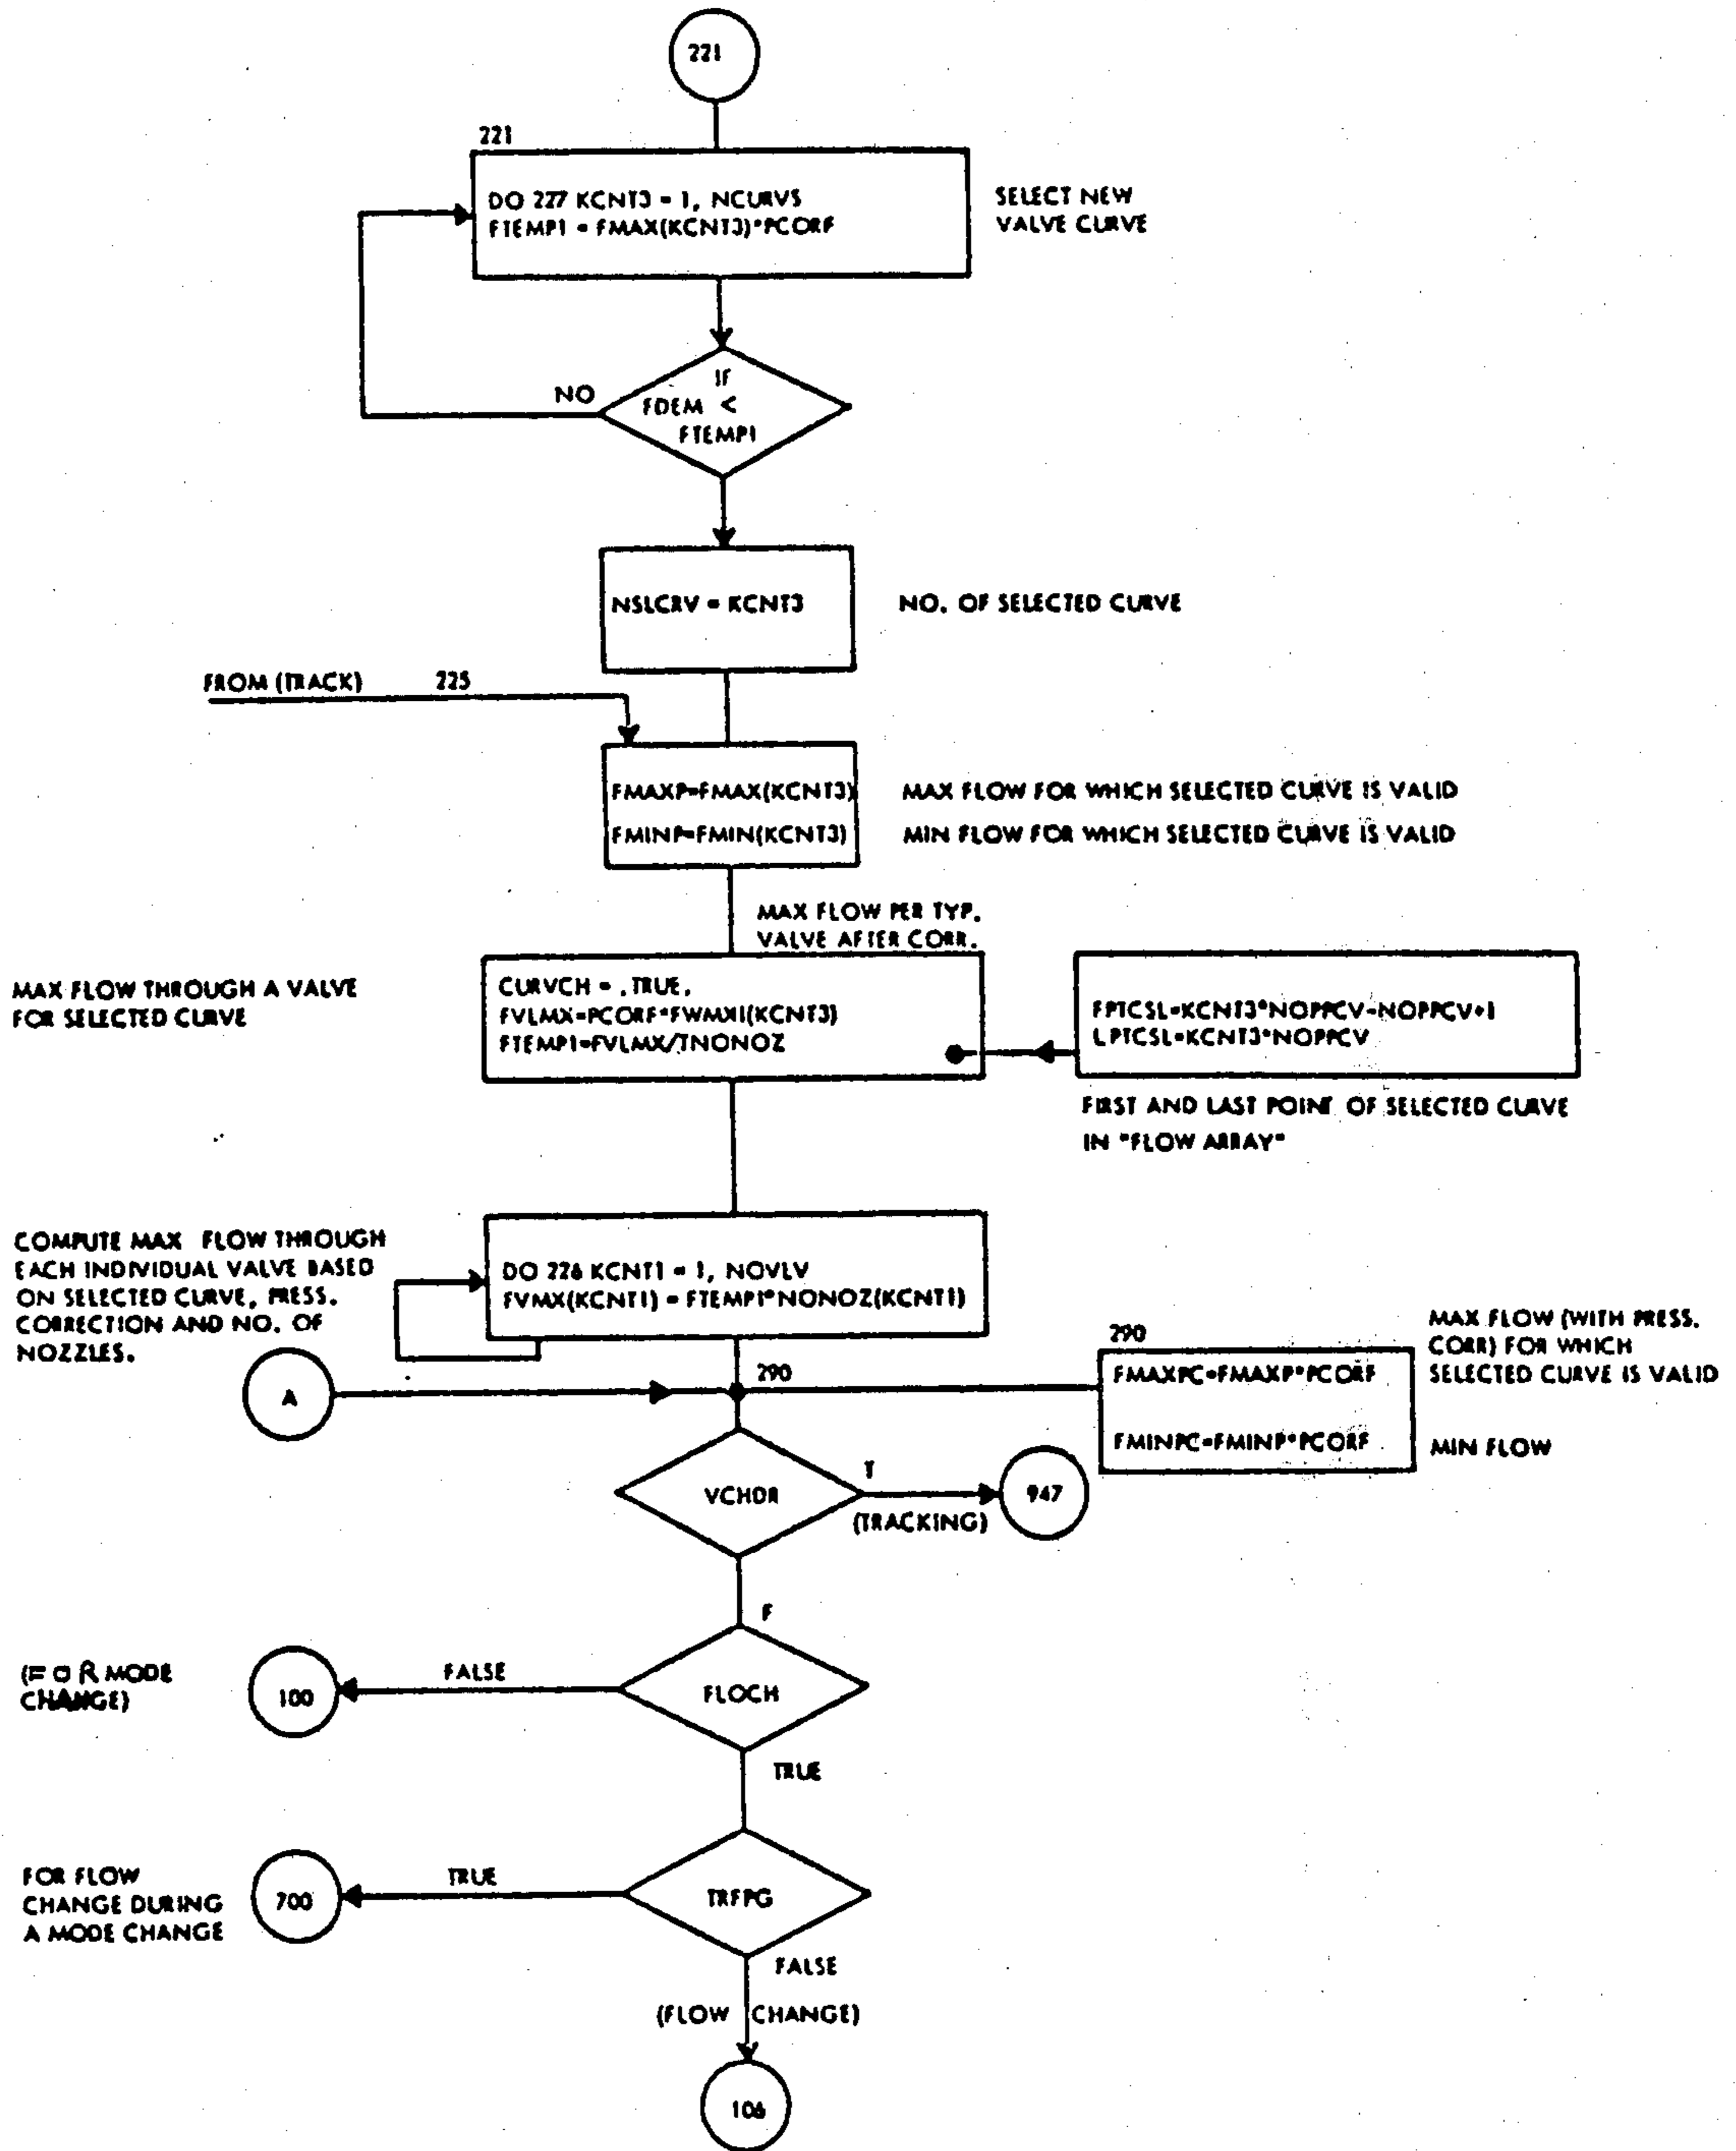 221
221
DO 227 KCNT3 = 1, NCURVS
FTEMP1 = FMAX(KCNT3)*PCORF
SELECT NEW
VALVE CURVE
IF
FDEM <
FTEMP1
NO
NSLCRV = KCNT3
NO. OF SELECTED CURVE
FROM (TRACK) 225
FMAXP=FMAX(KCNT3)
FMINP=FMIN(KCNT3)
MAX FLOW FOR WHICH SELECTED CURVE IS VALID
MIN FLOW FOR WHICH SELECTED CURVE IS VALID
MAX FLOW PER TYP.
VALVE AFTER CORR.
MAX FLOW THROUGH A VALVE
FOR SELECTED CURVE
CURVCH = .TRUE.
FVLMX=PCORF*FWMX1(KCNT3)
FTEMP1=FVLMX/TNONOZ
FPTCSL=KCNT3*NOPPCV-NOPPCV+1
LPTCSL=KCNT3*NOPPCV
FIRST AND LAST POINT OF SELECTED CURVE
IN "FLOW ARRAY"
COMPUTE MAX FLOW THROUGH
EACH INDIVIDUAL VALVE BASED
ON SELECTED CURVE, PRESS.
CORRECTION AND NO. OF
NOZZLES.
DO 226 KCNT1 = 1, NOVLV
FVMX(KCNT1) = FTEMP1*NONOZ(KCNT1)
A
290
290
FMAXPC=FMAXP*PCORF
FMINPC=FMINP*PCORF
MAX FLOW (WITH PRESS.
CORR) FOR WHICH
SELECTED CURVE IS VALID
MIN FLOW
VCHDR
T
(TRACKING)
947
F
(FOR MODE
CHANGE)
100
FALSE
FLOCH
TRUE
FOR FLOW
CHANGE DURING
A MODE CHANGE
700
TRUE
TRFPG
FALSE
(FLOW CHANGE)
106